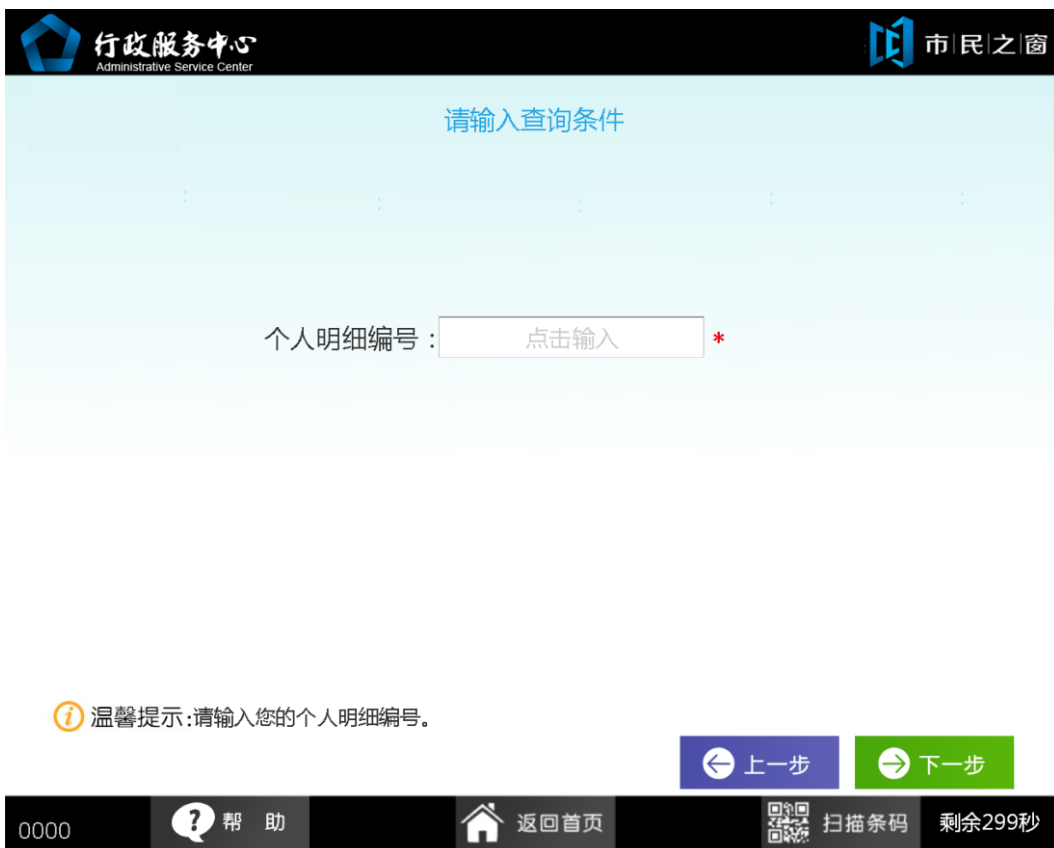 行政服务中心
Administrative Service Center
市民之窗
请输入查询条件
个人明细编号：点击输入 *
温馨提示:请输入您的个人明细编号。
上一步
下一步
0000
帮 助
返回首页
扫描条码
剩余299秒